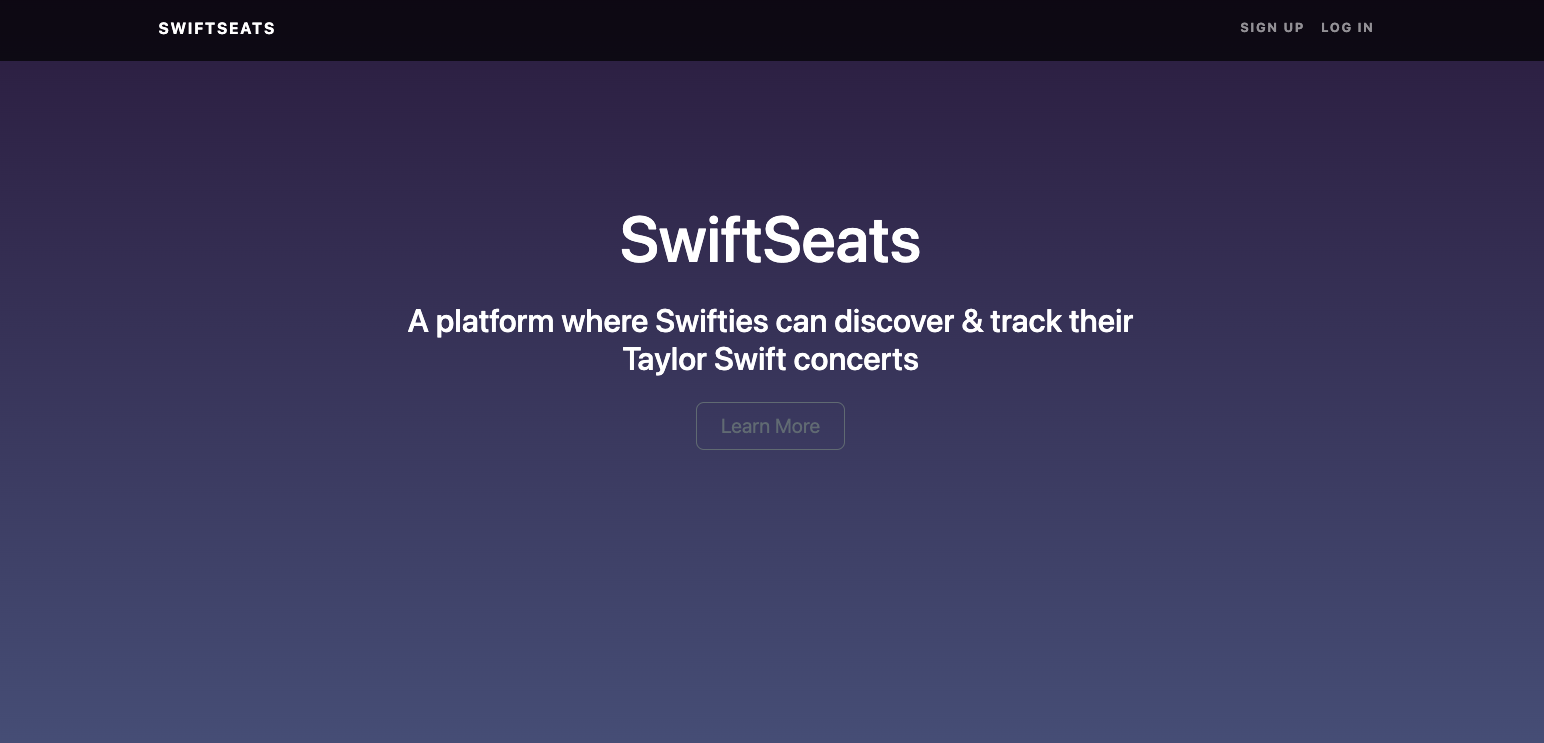 SWIFTSEATS
SIGN UP
LOG IN
SwiftSeats
A platform where Swifties can discover & track their
Taylor Swift concerts
Learn More